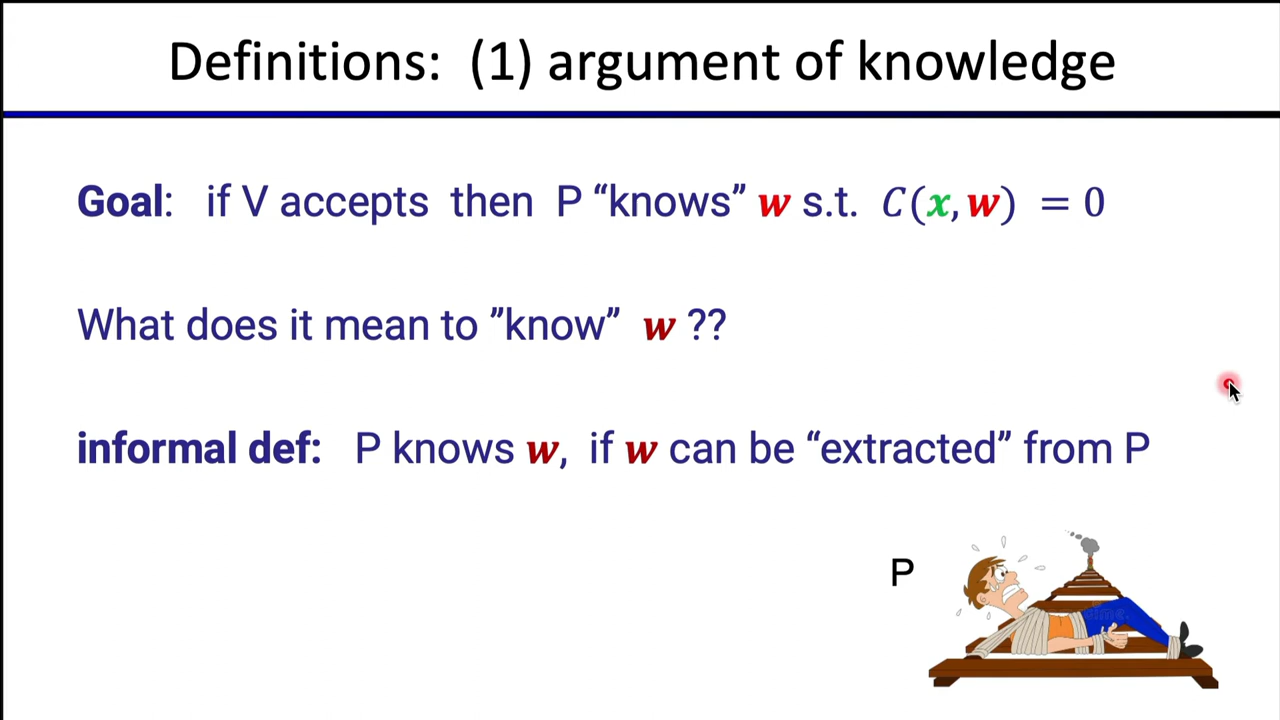 Definitions: (1) argument of knowledge
Goal: if V accepts then P “knows” w s.t. C(x, w) = 0
What does it mean to ”know” w ??
informal def: P knows w, if w can be “extracted” from P
P